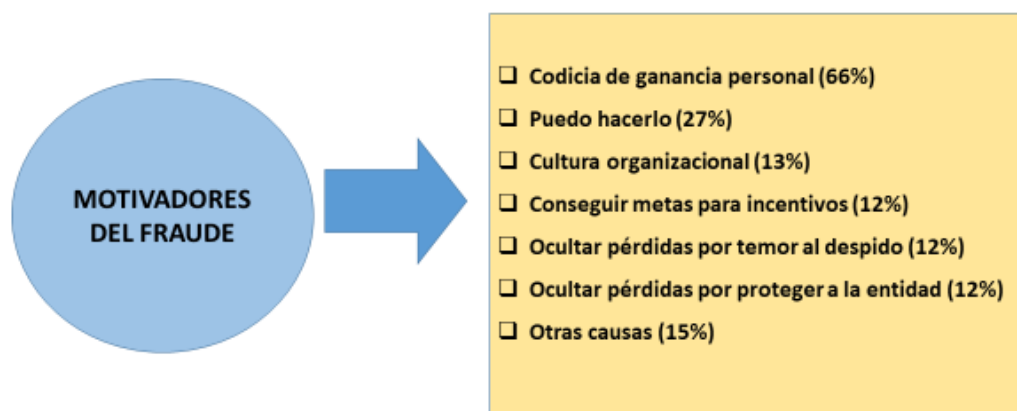 MOTIVADORES
DEL FRAUDE
Codicia de ganancia personal (66%)
Puedo hacerlo (27%)
Cultura organizacional (13%)
Conseguir metas para incentivos (12%)
Ocultar pérdidas por temor al despido (12%)
Ocultar pérdidas por proteger a la entidad (12%)
Otras causas (15%)